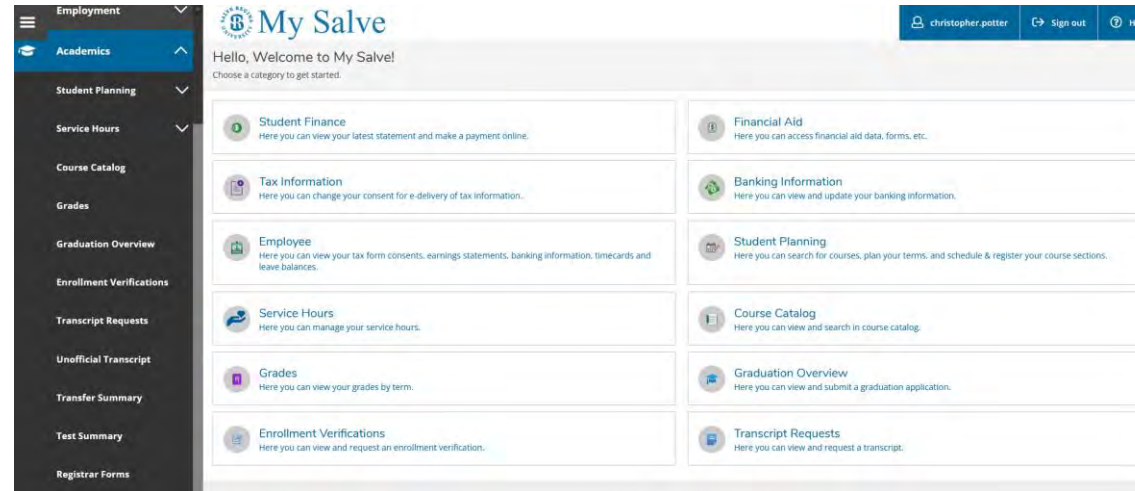 Employment
Academics
Student Planning
Service Hours
Course Catalog
Grades
Graduation Overview
Enrollment Verifications
Transcript Requests
Unofficial Transcript
Transfer Summary
Test Summary
Registrar Forms
My Salve
christopher.potter
Sign out
H
Hello, Welcome to My Salve!
Choose a category to get started.
Student Finance
Here you can view your latest statement and make a payment online.
Financial Aid
Here you can access financial aid data, forms, etc.
Tax Information
Here you can change your consent for e-delivery of tax information.
Banking Information
Here you can view and update your banking information.
Employee
Here you can view your tax form consents, earnings statements, banking information, timecards and
leave balances.
Student Planning
Here you can search for courses, plan your terms, and schedule & register your course sections.
Service Hours
Here you can manage your service hours.
Course Catalog
Here you can view and search in course catalog.
Grades
Here you can view your grades by term.
Graduation Overview
Here you can view and submit a graduation application.
Enrollment Verifications
Here you can view and request an enrollment verification.
Transcript Requests
Here you can view and request a transcript.